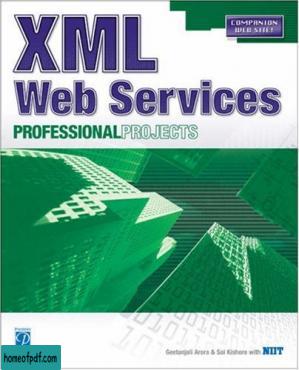 COMPANION
WEB SITE!
XML
Web Services
PROFESSIONALPROJECTS
Geetanjali Arora & Sai Kishore with NIIT
homeofpdf.com